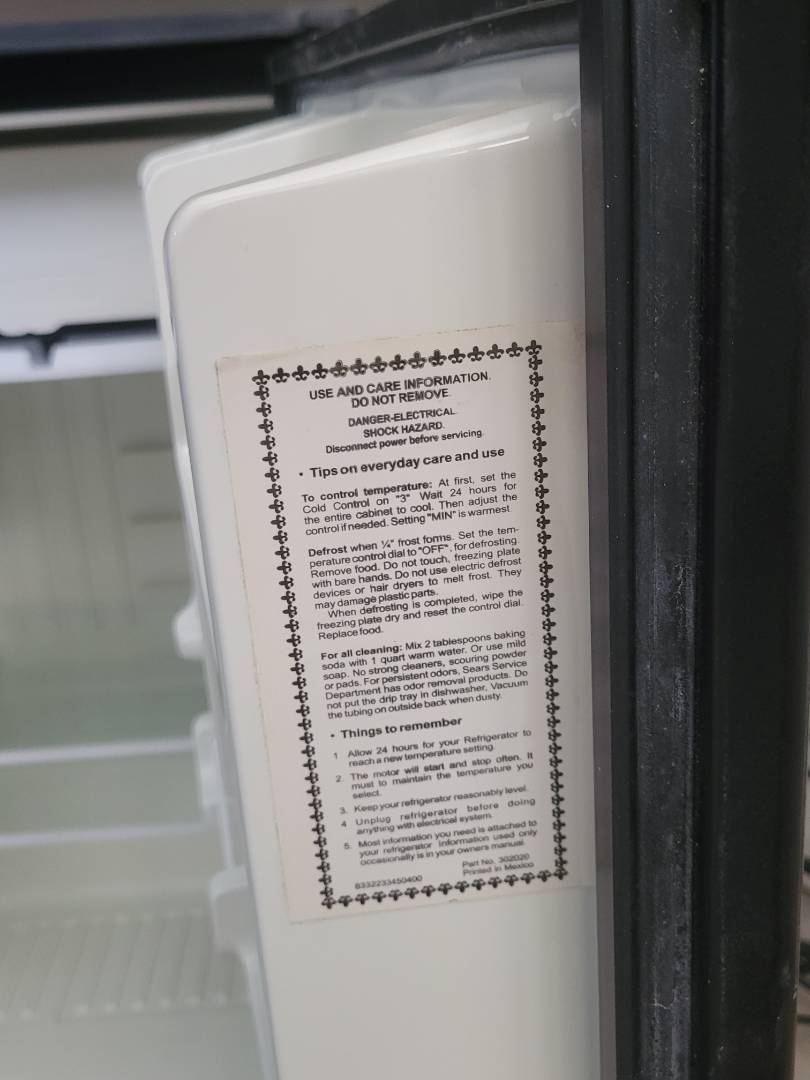 USE AND CARE INFORMATION.
DO NOT REMOVE.
DANGER-ELECTRICAL
SHOCK HAZARD.
Disconnect power before servicing.
• Tips on everyday care and use
To control temperature: At first, set the
Cold Control on "3" Wait 24 hours for
the entire cabinet to cool. Then adjust the
control if needed. Setting "MIN" is warmest.
Defrost when ¼" frost forms. Set the tem-
perature control dial to "OFF", for defrosting.
Remove food. Do not touch, freezing plate
with bare hands. Do not use electric defrost
devices or hair dryers to melt frost. They
may damage plastic parts.
When defrosting is completed, wipe the
freezing plate dry and reset the control dial.
Replace food.
For all cleaning: Mix 2 tablespoons baking
soda with 1 quart warm water. Or use mild
soap. No strong cleaners, scouring powder
or pads. For persistent odors, Sears Service
Department has odor removal products. Do
not put the drip tray in dishwasher, Vacuum
the tubing on outside back when dusty.
• Things to remember
1 Allow 24 hours for your Refrigerator to
reach a new temperature setting.
2. The motor will start and stop often. It
must to maintain the temperature you
select.
3. Keep your refrigerator reasonably level.
4 Unplug refrigerator before doing
anything with electrical system.
5. Most information you need is attached to
your refrigerator Information used only
occasionally is in your owners manual.
Part No. 302020
8332233450400 Printed in Mexico